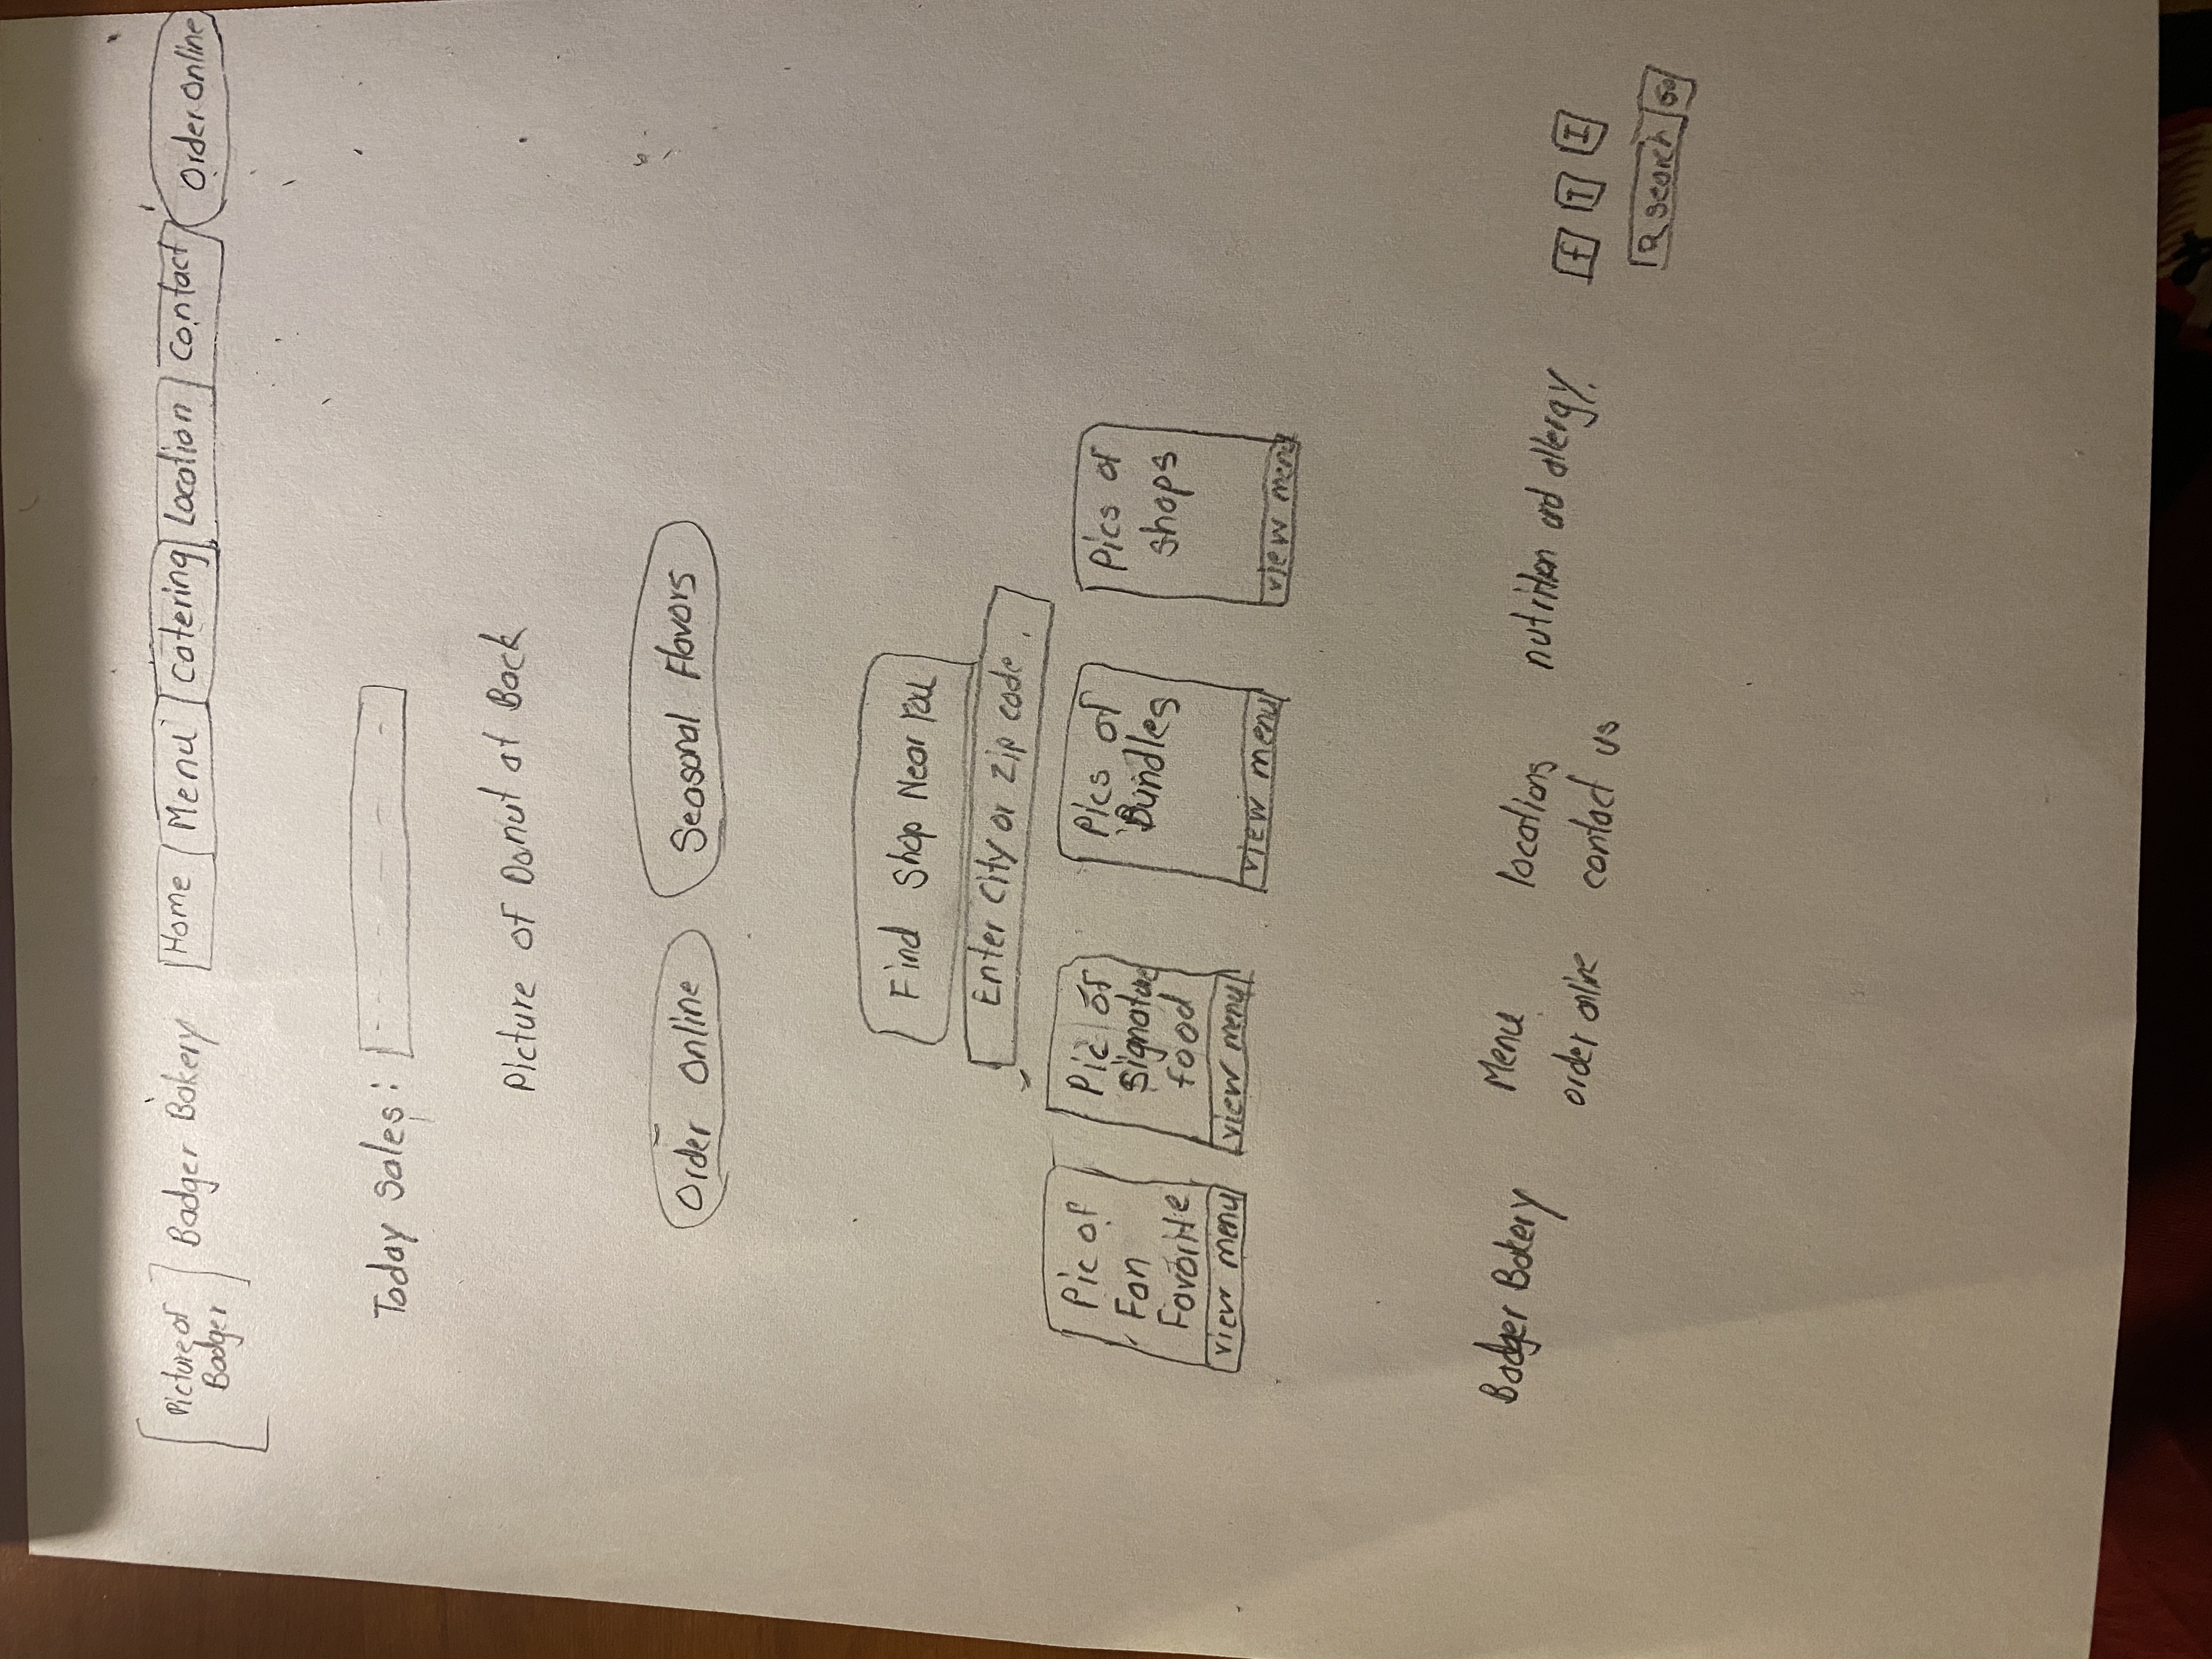 Picture of
Badger
Badger Bakery
Home
Menu
Catering
Location
Contact
Order Online
Today Sales:
Picture of Donut at Back
Order Online
Seasonal Flavors
Find Shop Near You
Enter City or Zip code.
Pic of
Fan
Favorite
view menu
Pic of
Signature
food
view menu
Pics of
Bundles
view menu
Pics of
shops
view menu
Badger Bakery
Menu
order online
locations
contact us
nutrition and allergy.
f T I
search Go